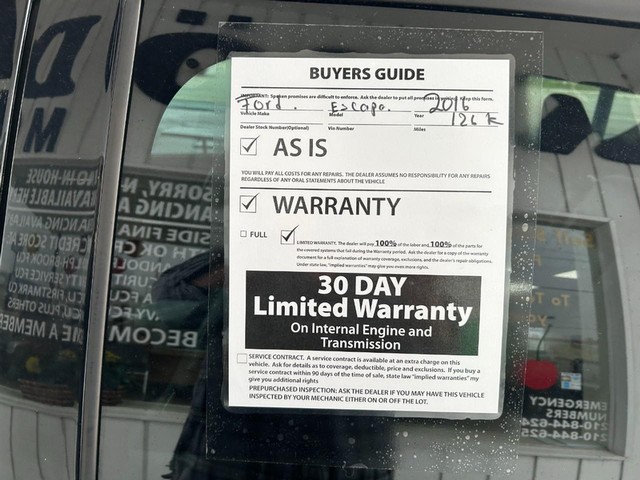 BUYERS GUIDE
IMPORTANT: Spoken promises are difficult to enforce. Ask the dealer to put all promises in writing. Keep this form.
Ford. Escape. 2016
Vehicle Make Model Year 126 K
Dealer Stock Number(Optional) Vin Number Miles
AS IS
YOU WILL PAY ALL COSTS FOR ANY REPAIRS. THE DEALER ASSUMES NO RESPONSIBILITY FOR ANY REPAIRS
REGARDLESS OF ANY ORAL STATEMENTS ABOUT THE VEHICLE
WARRANTY
FULL
LIMITED WARRANTY. The dealer will pay 100% of the labor and 100% of the parts for
the covered systems that fail during the Warranty period. Ask the dealer for a copy of the warranty
document for a full explanation of warranty coverage, exclusions, and the dealer's repair obligations.
Under state law, "implied warranties" may give you even more rights.
30 DAY
Limited Warranty
On Internal Engine and
Transmission
SERVICE CONTRACT. A service contract is available at an extra charge on this
vehicle. Ask for details as to coverage, deductible, price and exclusions. If you buy a
service contract within 90 days of the time of sale, state law "implied warranties" my
give you additional rights
PREPURCHASED INSPECTION: ASK THE DEALER IF YOU MAY HAVE THIS VEHICLE
INSPECTED BY YOUR MECHANIC EITHER ON OR OFF THE LOT.
SORRY, N
BECOM
E A MEMBE
EMERGENCY
NUMBERS